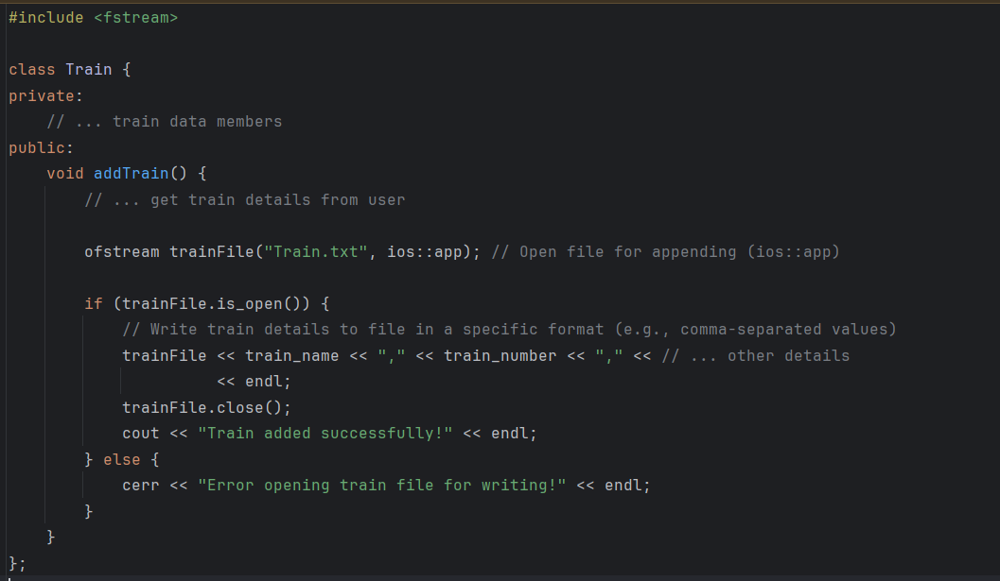 #include <fstream>

class Train {
private:
    // ... train data members
public:
    void addTrain() {
        // ... get train details from user

        ofstream trainFile("Train.txt", ios::app); // Open file for appending (ios::app)

        if (trainFile.is_open()) {
            // Write train details to file in a specific format (e.g., comma-separated values)
            trainFile << train_name << "," << train_number << "," << // ... other details
                      << endl;
            trainFile.close();
            cout << "Train added successfully!" << endl;
        } else {
            cerr << "Error opening train file for writing!" << endl;
        }
    }
};